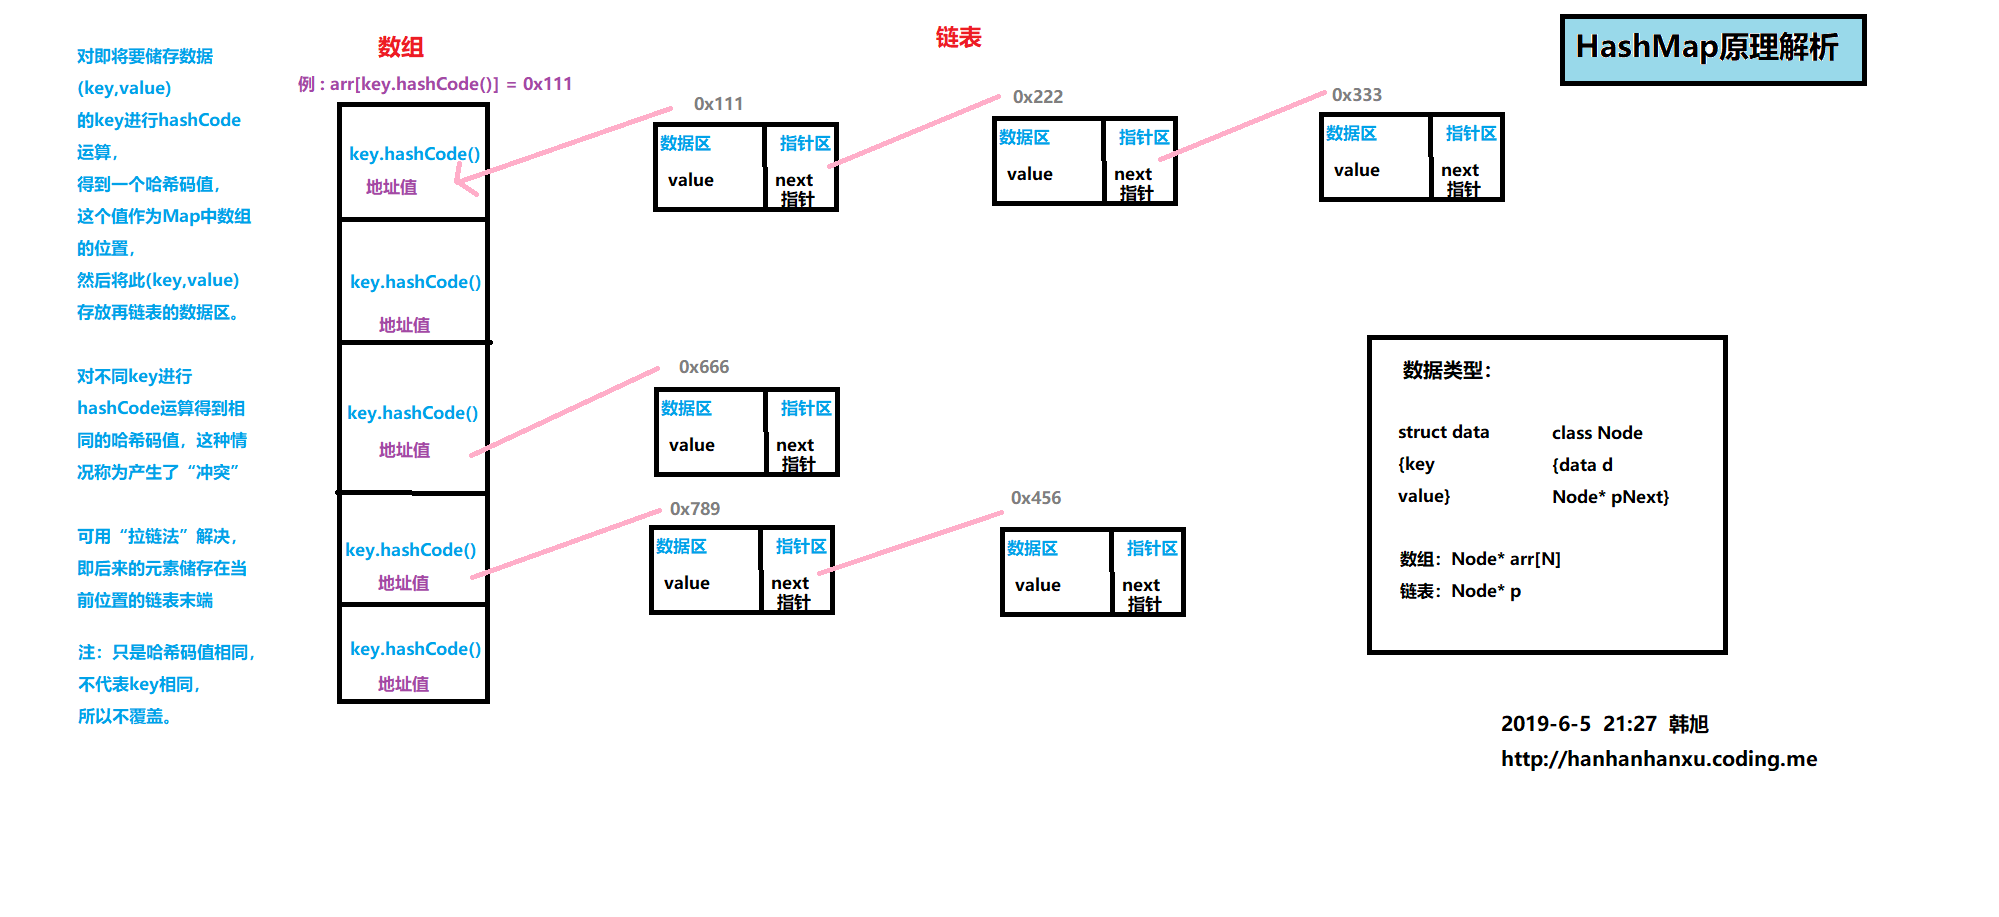 HashMap原理解析
对即将要储存数据
(key,value)
的key进行hashCode
运算，
得到一个哈希码值，
这个值作为Map中数组
的位置，
然后将此(key,value)
存放再链表的数据区。
对不同key进行
hashCode运算得到相
同的哈希码值，这种情
况称为产生了“冲突”
可用“拉链法”解决，
即后来的元素储存在当
前位置的链表末端
注：只是哈希码值相同，
不代表key相同，
所以不覆盖。
数组
例 : arr[key.hashCode()] = 0x111
key.hashCode()
地址值
key.hashCode()
地址值
key.hashCode()
地址值
key.hashCode()
地址值
key.hashCode()
地址值
链表
0x111
数据区 指针区
value next
指针
0x222
数据区 指针区
value next
指针
0x333
数据区 指针区
value next
指针
0x666
数据区 指针区
value next
指针
0x789
数据区 指针区
value next
指针
0x456
数据区 指针区
value next
指针
数据类型：
struct data class Node
{key {data d
value} Node* pNext}
数组：Node* arr[N]
链表：Node* p
2019-6-5 21:27 韩旭
http://hanhanhanxu.coding.me